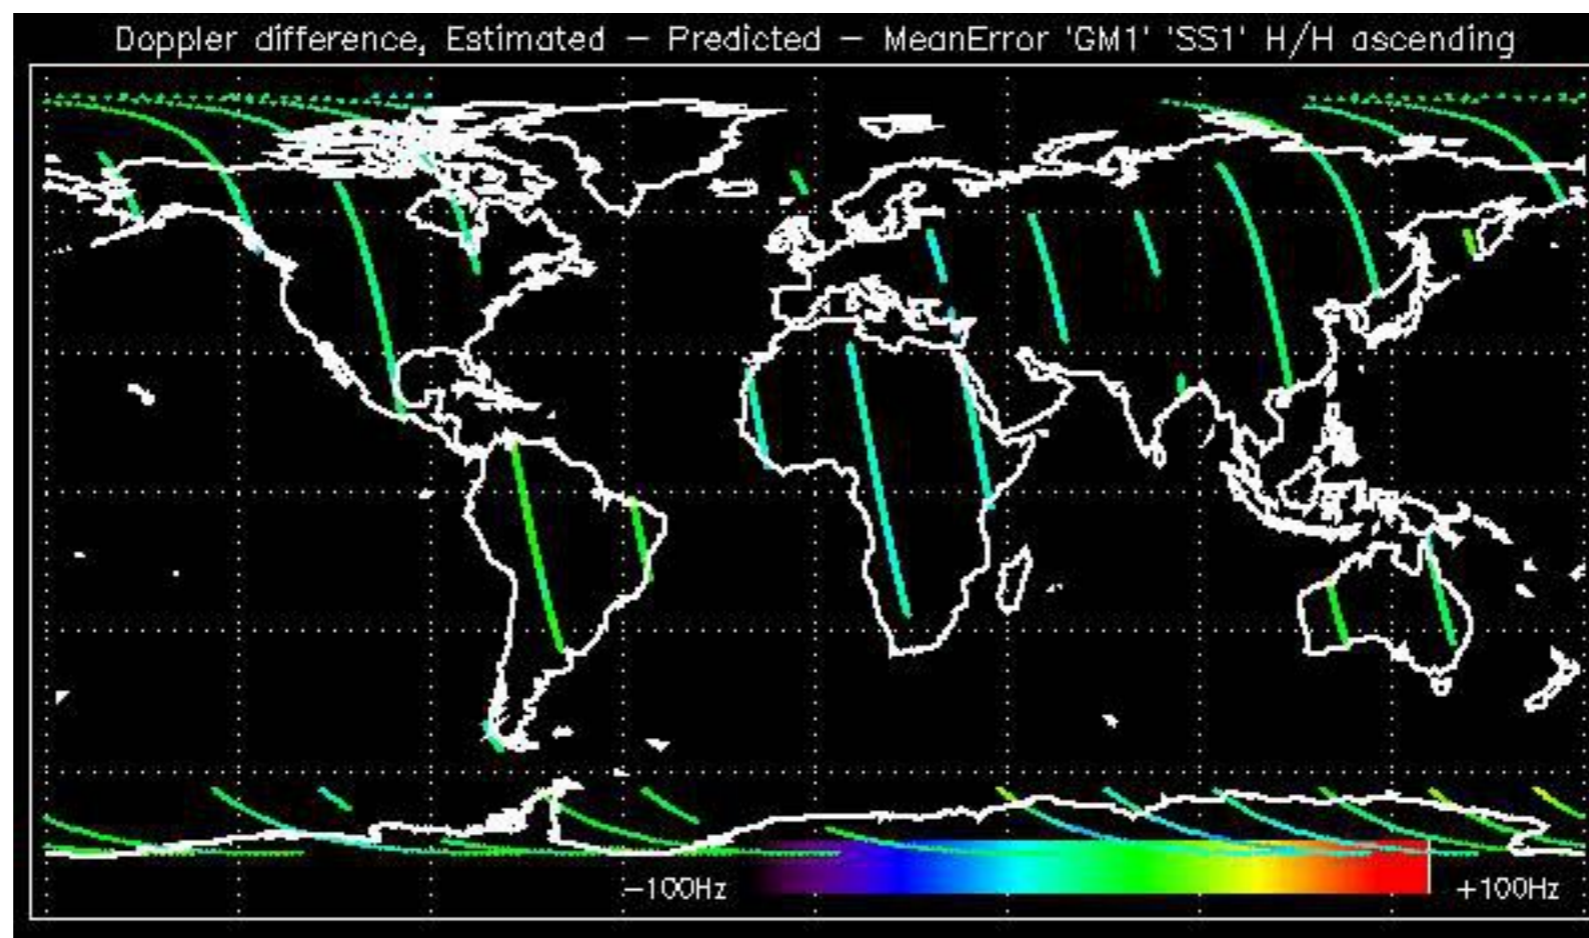 Doppler difference, Estimated – Predicted – MeanError 'GM1' 'SS1' H/H ascending
–100Hz
+100Hz